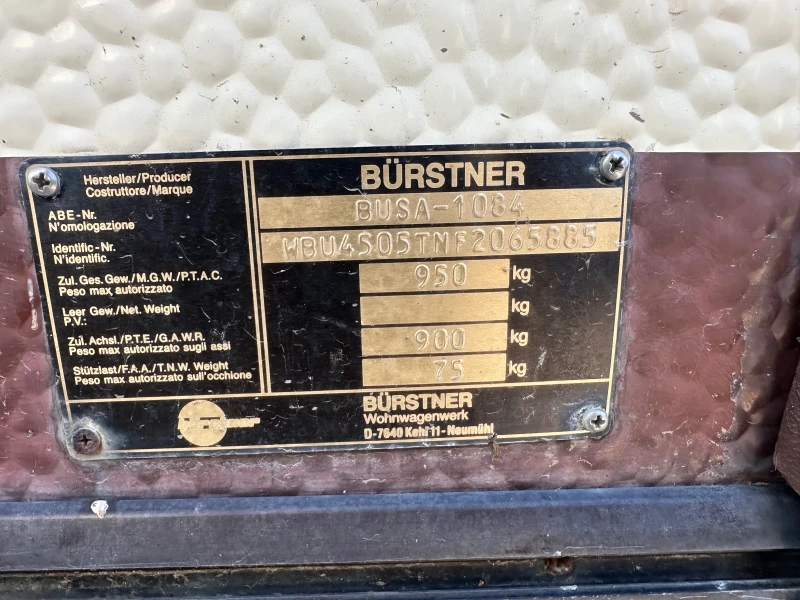 Hersteller/Producer
Costruttore/Marque
BÜRSTNER
ABE-Nr.
N'omologazione
BUSA-1084
Identific-Nr.
N'identific.
WBU4505TNF2065885
Zul. Ges. Gew./M.G.W./P.T.A.C.
Peso max autorizzato
950 kg
Leer Gew./Net. Weight
P.V.:
kg
Zul. Achsl./P.T.E./G.A.W.R.
Peso max autorizzato sugli assi
900 kg
Stützlast/F.A.A./T.N.W. Weight
Peso max autorizzato sull'occhione
75 kg
BÜRSTNER
Wohnwagenwerk
D-7640 Kehl 11-Neumühl